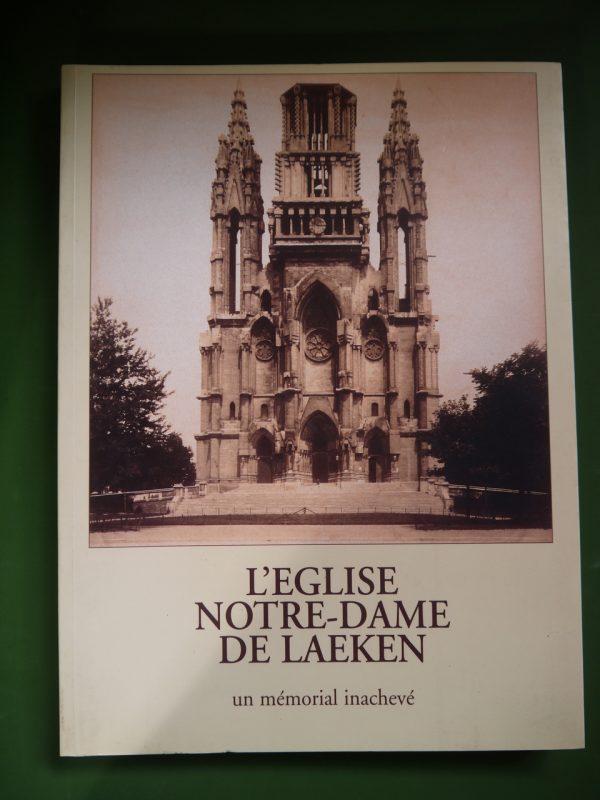 L'EGLISE
NOTRE-DAME
DE LAEKEN
un mémorial inachevé